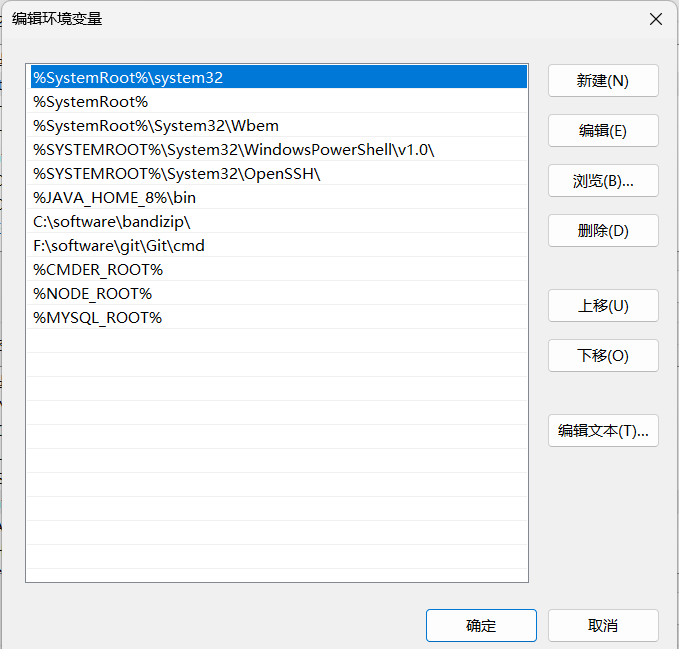 编辑环境变量
%SystemRoot%\system32
新建(N)
%SystemRoot%
%SystemRoot%\System32\Wbem
编辑(E)
%SYSTEMROOT%\System32\WindowsPowerShell\v1.0\
%SYSTEMROOT%\System32\OpenSSH\
浏览(B)...
%JAVA_HOME_8%\bin
C:\software\bandizip\
删除(D)
F:\software\git\Git\cmd
%CMDER_ROOT%
%NODE_ROOT%
上移(U)
%MYSQL_ROOT%
下移(O)
编辑文本(T)...
确定
取消